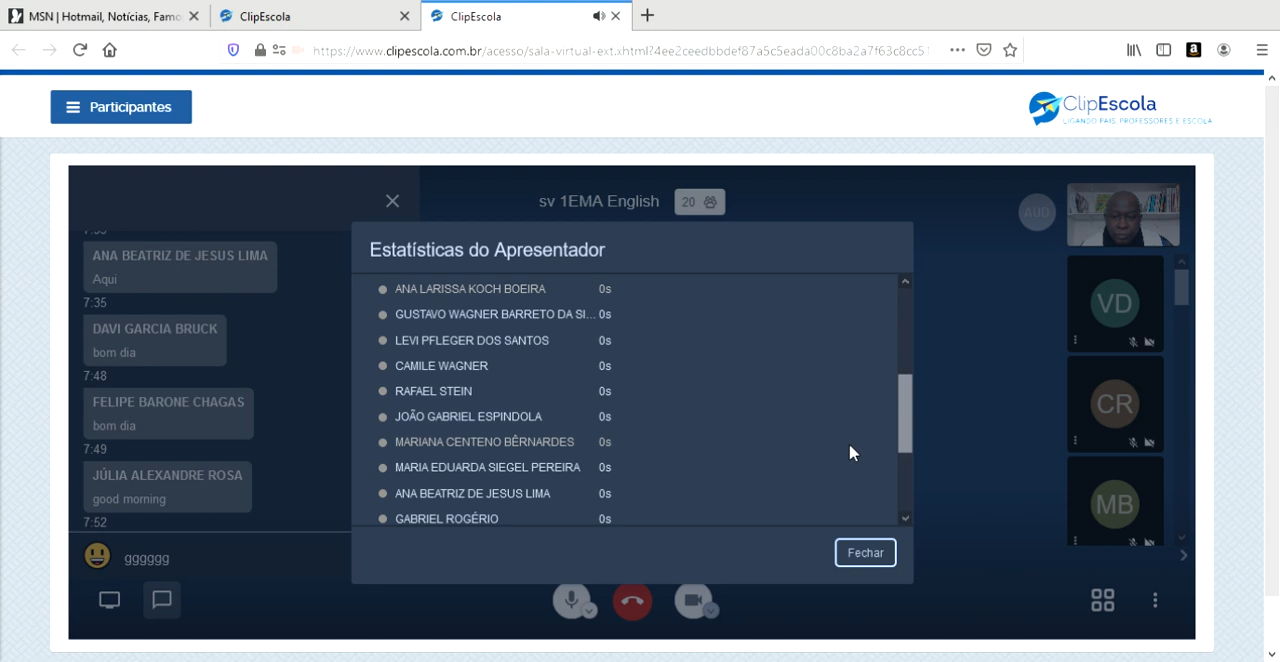 MSN | Hotmail, Notícias, Famo
ClipEscola
ClipEscola
https://www.clipescola.com.br/acesso/sala-virtual-ext.xhtml?4ee2ceedbbdef87a5c5eada00c8ba2a7f63c8cc51
Participantes
ClipEscola
LIGANDO PAIS, PROFESSORES E ESCOLA
sv 1EMA English
20
ADD
7:35
ANA BEATRIZ DE JESUS LIMA
Aqui
7:35
DAVI GARCIA BRUCK
bom dia
7:48
FELIPE BARONE CHAGAS
bom dia
7:49
JÚLIA ALEXANDRE ROSA
good morning
7:52
gggggg
Estatísticas do Apresentador
ANA LARISSA KOCH BOEIRA 0s
GUSTAVO WAGNER BARRETO DA SI... 0s
LEVI PFLEGER DOS SANTOS 0s
CAMILE WAGNER 0s
RAFAEL STEIN 0s
JOÃO GABRIEL ESPINDOLA 0s
MARIANA CENTENO BÊRNARDES 0s
MARIA EDUARDA SIEGEL PEREIRA 0s
ANA BEATRIZ DE JESUS LIMA 0s
GABRIEL ROGÉRIO 0s
Fechar
VD
CR
MB